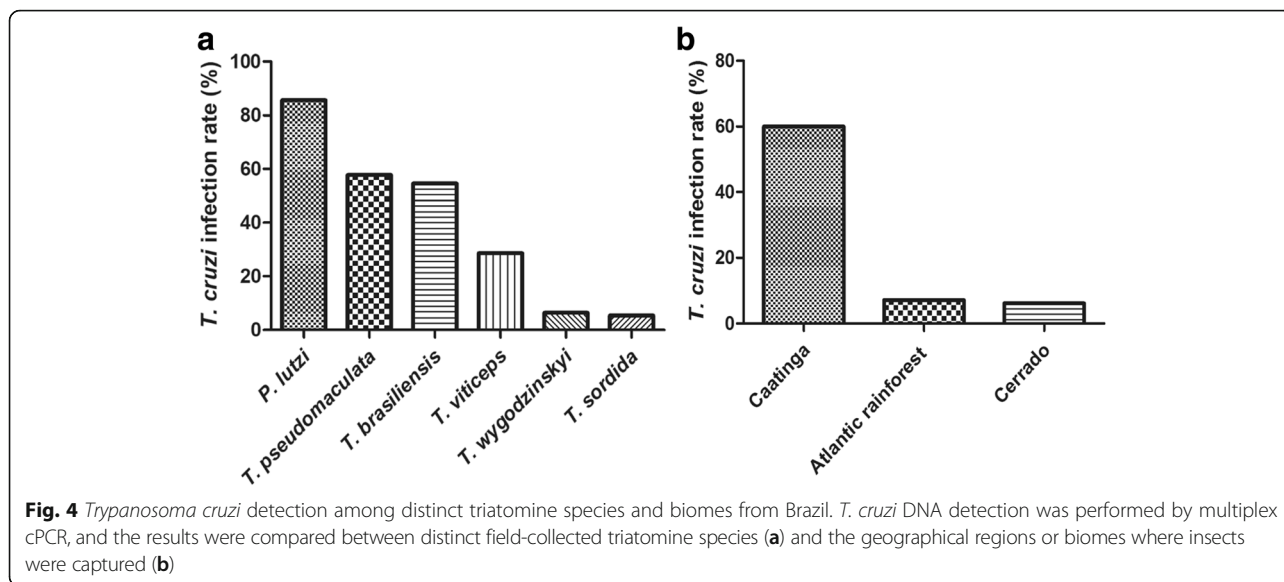 a
T. cruzi infection rate (%)
100
80
60
40
20
0
P. lutzi
T. pseudomaculata
T. brasiliensis
T. viticeps
T. wygodzinskyi
T. sordida
b
T. cruzi infection rate (%)
80
60
40
20
0
Caatinga
Atlantic rainforest
Cerrado
Fig. 4 Trypanosoma cruzi detection among distinct triatomine species and biomes from Brazil. T. cruzi DNA detection was performed by multiplex
cPCR, and the results were compared between distinct field-collected triatomine species (a) and the geographical regions or biomes where insects
were captured (b)